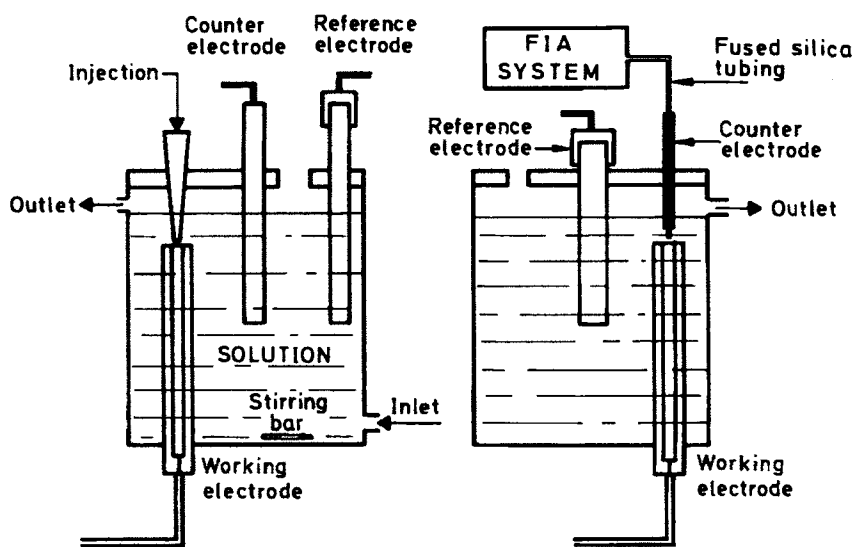 Counter
electrode
Reference
electrode
Injection
Outlet
SOLUTION
Stirring
bar
Inlet
Working
electrode
FIA
SYSTEM
Fused silica
tubing
Reference
electrode
Counter
electrode
Outlet
Working
electrode